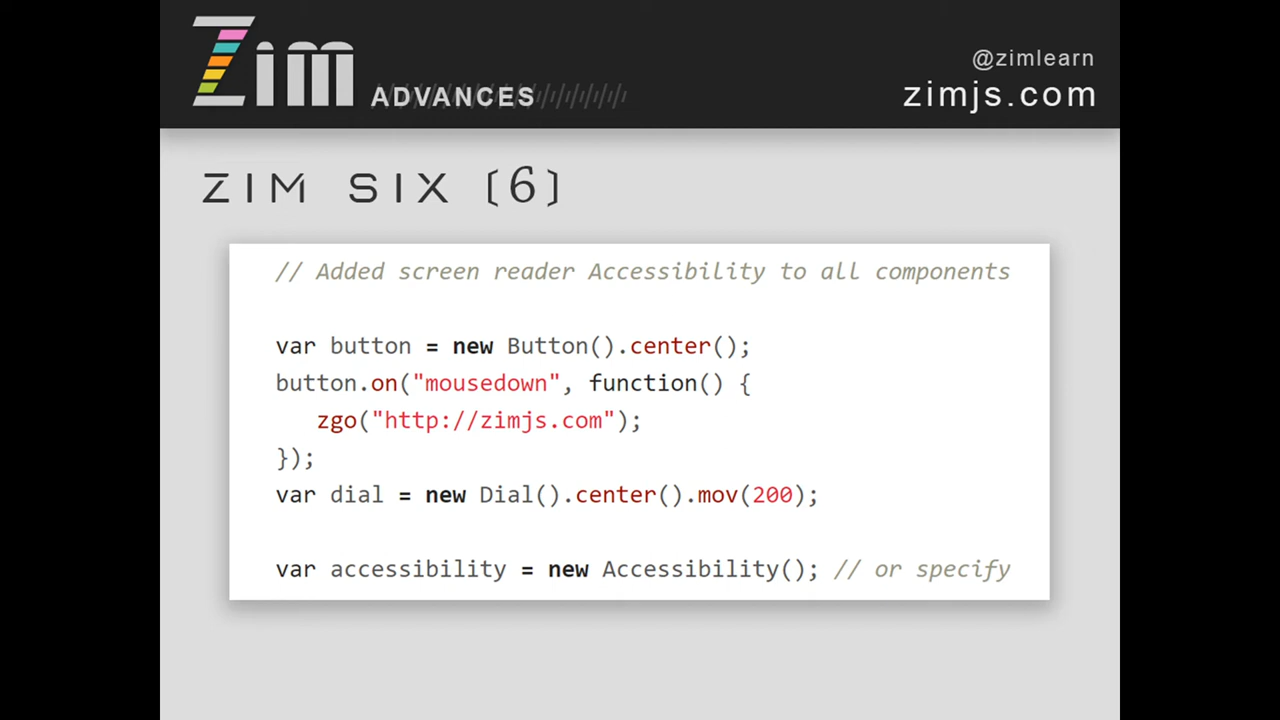 Zim ADVANCES
@zimlearn
zimjs.com
ZIM SIX (6)
// Added screen reader Accessibility to all components
var button = new Button().center();
button.on("mousedown", function() {
zgo("http://zimjs.com");
});
var dial = new Dial().center().mov(200);
var accessibility = new Accessibility(); // or specify